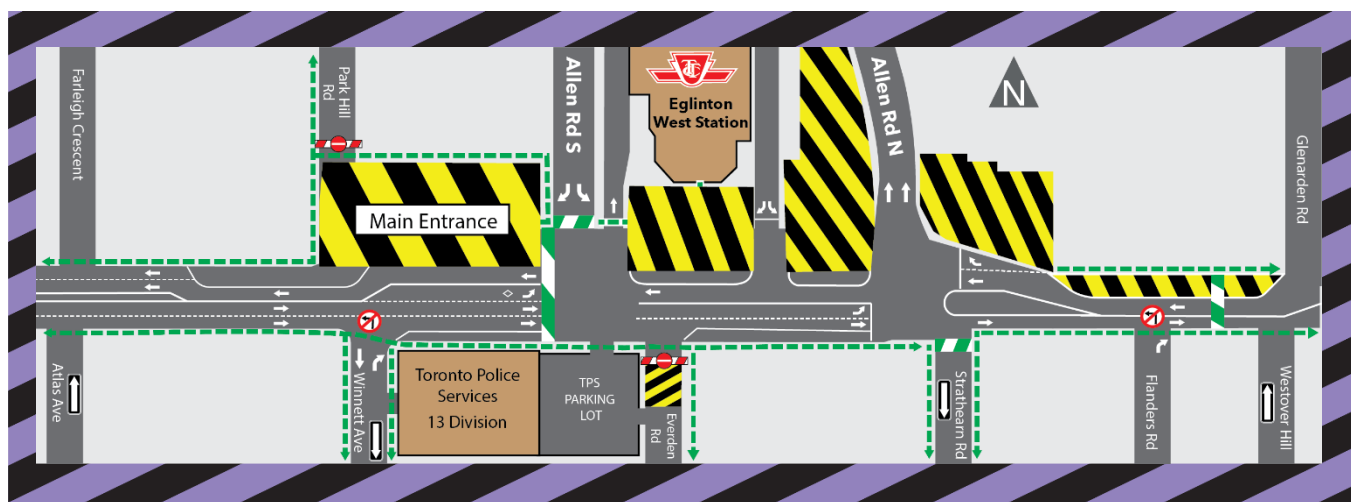 Farleigh Crescent
Park Hill
Rd
Allen Rd S
TTC
Eglinton
West Station
Allen Rd N
N
Glenarden Rd
Main Entrance
Atlas Ave
Winnett Ave
Toronto Police
Services
13 Division
TPS
PARKING
LOT
Everden
Rd
Strathearn Rd
Flanders Rd
Westover Hill